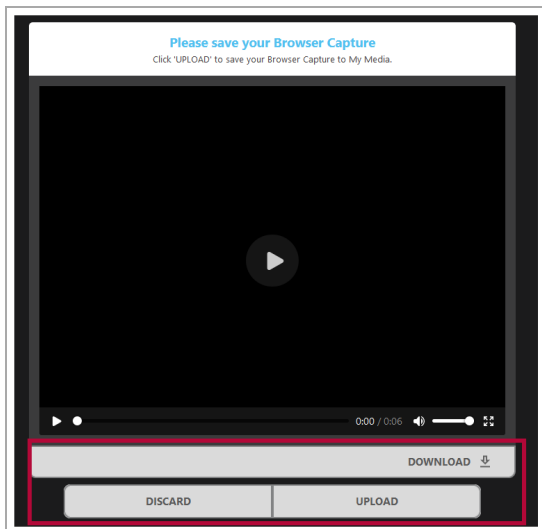 Please save your Browser Capture
Click 'UPLOAD' to save your Browser Capture to My Media.
0:00 / 0:06
DOWNLOAD
DISCARD UPLOAD